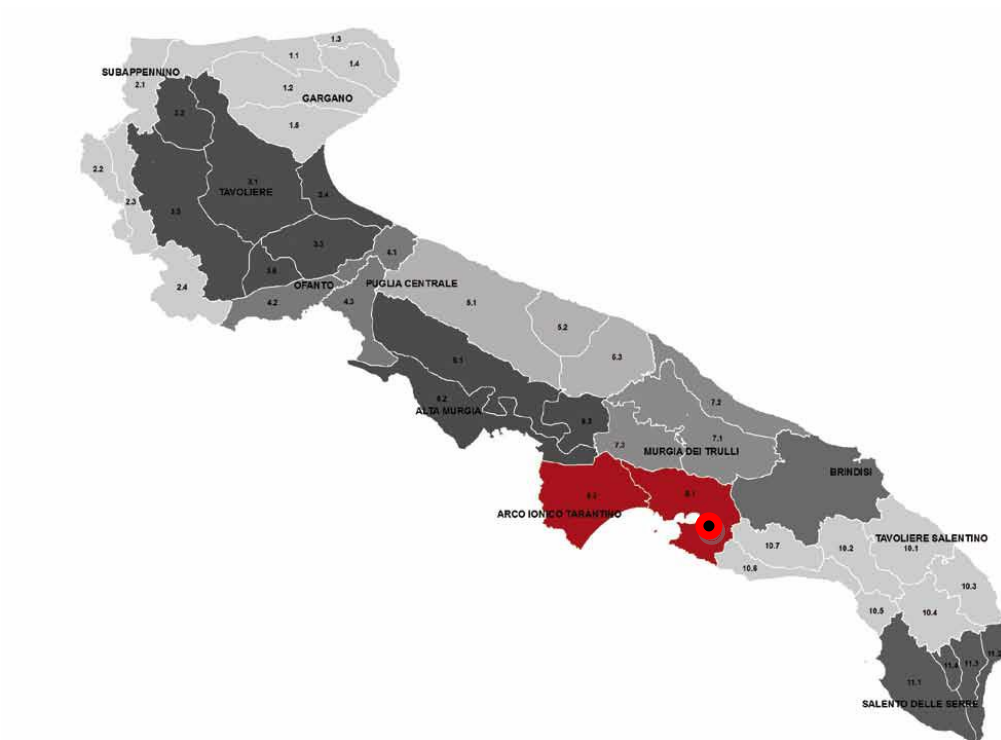 1.3
1.1
1.4
SUBAPPENNINO
2.1
1.2
GARGANO
1.5
2.2
3.1
TAVOLIERE
2.3
5.3
PUGLIA CENTRALE
OFANTO
2.4
4.2
4.3
5.1
5.2
6.1
6.2
ALTA MURGIA
7.2
7.1
MURGIA DEI TRULLI
BRINDISI
ARCO IONICO TARANTINO
8.1
TAVOLIERE SALENTINO
10.7
10.2
10.1
10.6
10.3
10.5
10.4
11.1
11.3
SALENTO DELLE SERRE